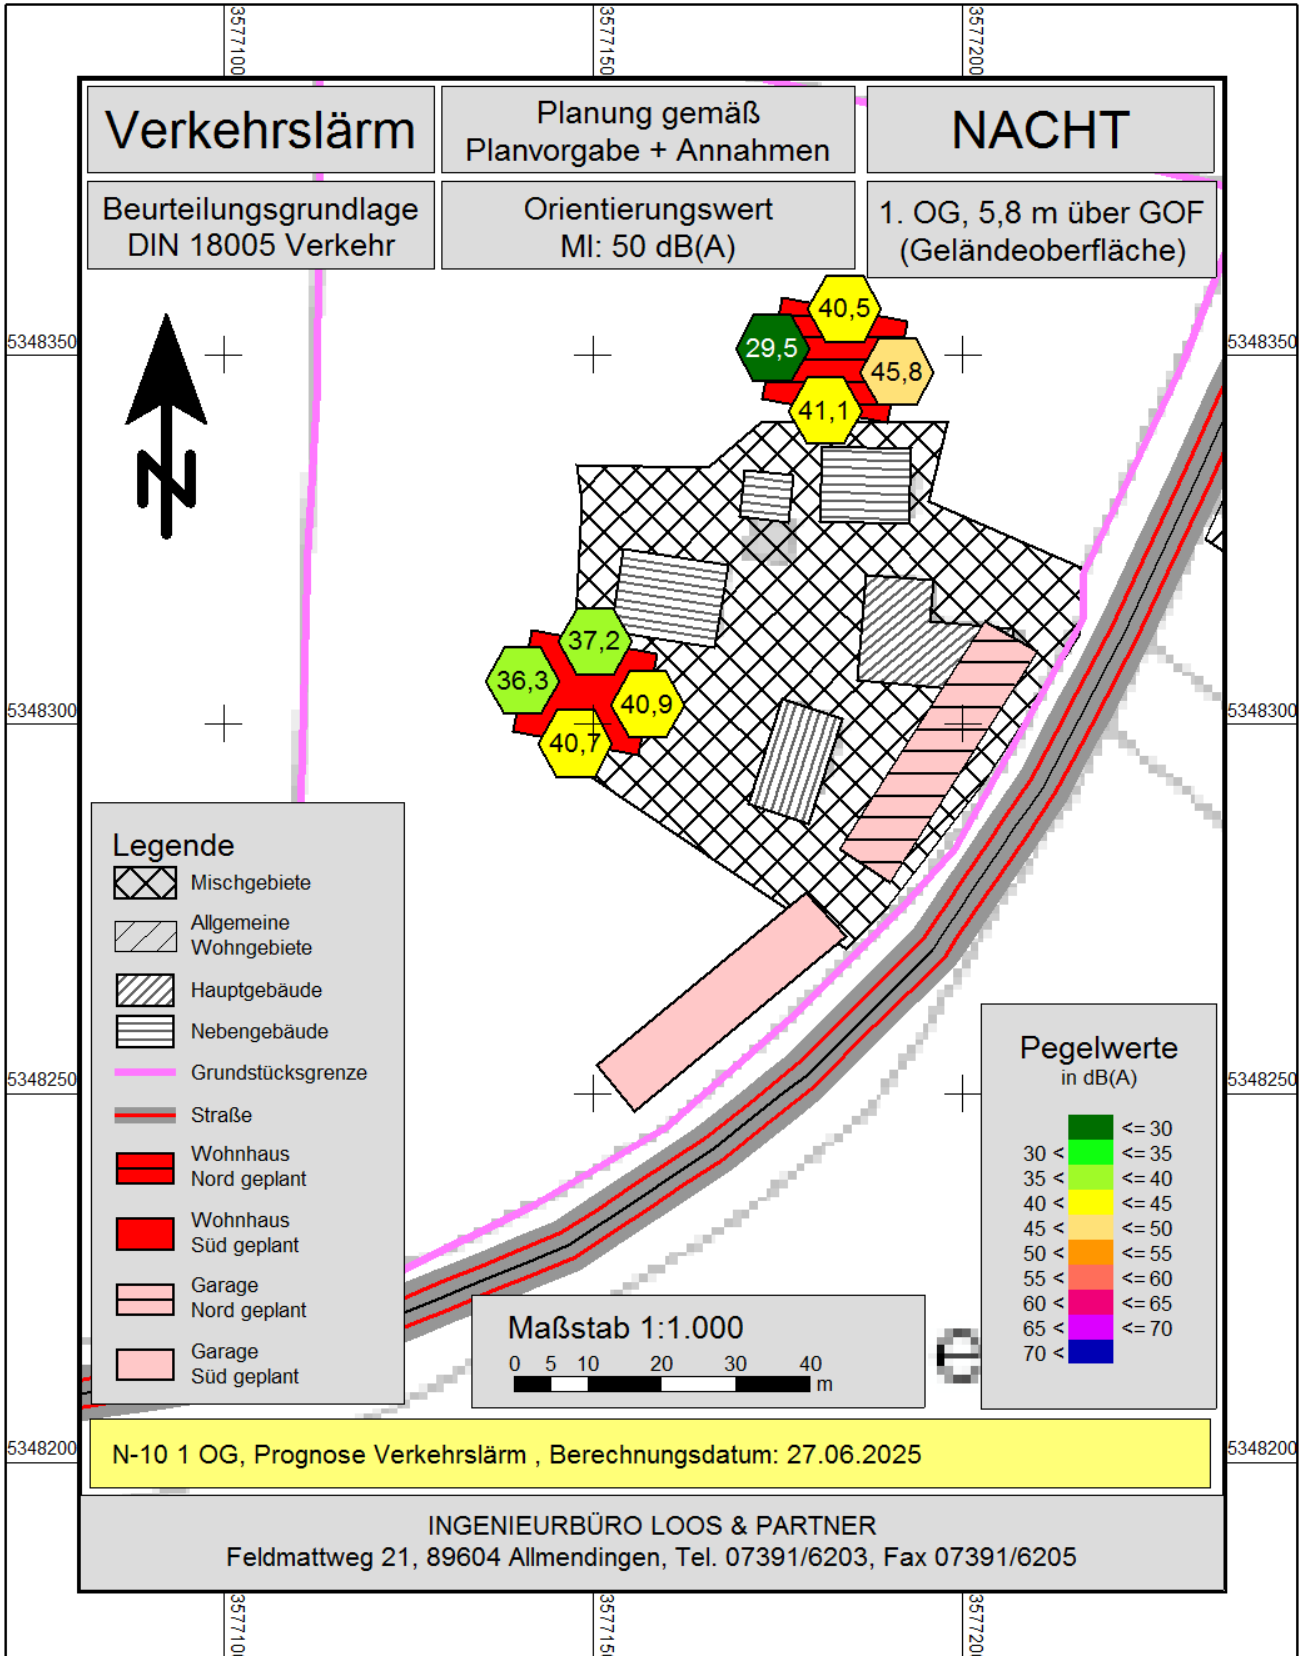 3577100
3577150
3577200
Verkehrslärm
Planung gemäß
Planvorgabe + Annahmen
NACHT
Beurteilungsgrundlage
DIN 18005 Verkehr
Orientierungswert
MI: 50 dB(A)
1. OG, 5,8 m über GOF
(Geländeoberfläche)
40,5
5348350
29,5
5348350
45,8
41,1
N
37,2
36,3
40,9
5348300
5348300
40,7
Legende
Mischgebiete
Allgemeine
Wohngebiete
Hauptgebäude
Nebengebäude
Grundstücksgrenze
Straße
Wohnhaus
Nord geplant
Wohnhaus
Süd geplant
Garage
Nord geplant
Garage
Süd geplant
5348250
5348250
Pegelwerte
in dB(A)
<= 30
30 < <= 35
35 < <= 40
40 < <= 45
45 < <= 50
50 < <= 55
55 < <= 60
60 < <= 65
65 < <= 70
70 <
Maßstab 1:1.000
0 5 10 20 30 40
m
e
5348200
5348200
N-10 1 OG, Prognose Verkehrslärm , Berechnungsdatum: 27.06.2025
INGENIEURBÜRO LOOS & PARTNER
Feldmattweg 21, 89604 Allmendingen, Tel. 07391/6203, Fax 07391/6205
3577100
3577150
3577200